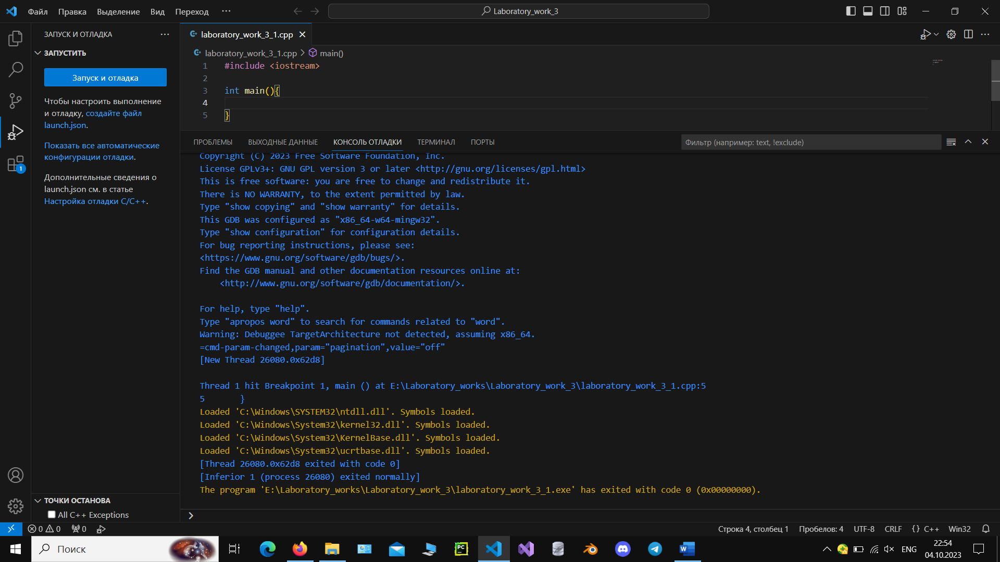 Файл Правка Выделение Вид Переход ···
Laboratory_work_3
ЗАПУСК И ОТЛАДКА
ЗАПУСТИТЬ
Запуск и отладка
Чтобы настроить выполнение
и отладку, создайте файл
launch.json.
Показать все автоматические
конфигурации отладки.
Дополнительные сведения о
launch.json см. в статье
Настройка отладки C/C++.
1
ТОЧКИ ОСТАНОВА
All C++ Exceptions
laboratory_work_3_1.cpp
laboratory_work_3_1.cpp > main()
1 #include <iostream>
2
3 int main(){
4
5 }
ПРОБЛЕМЫ ВЫХОДНЫЕ ДАННЫЕ КОНСОЛЬ ОТЛАДКИ ТЕРМИНАЛ ПОРТЫ
Фильтр (например: text, !exclude)
Copyright (C) 2023 Free Software Foundation, Inc.
License GPLv3+: GNU GPL version 3 or later <http://gnu.org/licenses/gpl.html>
This is free software: you are free to change and redistribute it.
There is NO WARRANTY, to the extent permitted by law.
Type "show copying" and "show warranty" for details.
This GDB was configured as "x86_64-w64-mingw32".
Type "show configuration" for configuration details.
For bug reporting instructions, please see:
<https://www.gnu.org/software/gdb/bugs/>.
Find the GDB manual and other documentation resources online at:
<http://www.gnu.org/software/gdb/documentation/>.
For help, type "help".
Type "apropos word" to search for commands related to "word".
Warning: Debuggee TargetArchitecture not detected, assuming x86_64.
=cmd-param-changed,param="pagination",value="off"
[New Thread 26080.0x62d8]
Thread 1 hit Breakpoint 1, main () at E:\Laboratory_works\Laboratory_work_3\laboratory_work_3_1.cpp:5
5 }
Loaded 'C:\Windows\SYSTEM32\ntdll.dll'. Symbols loaded.
Loaded 'C:\Windows\System32\kernel32.dll'. Symbols loaded.
Loaded 'C:\Windows\System32\KernelBase.dll'. Symbols loaded.
Loaded 'C:\Windows\System32\ucrtbase.dll'. Symbols loaded.
[Thread 26080.0x62d8 exited with code 0]
[Inferior 1 (process 26080) exited normally]
The program 'E:\Laboratory_works\Laboratory_work_3\laboratory_work_3_1.exe' has exited with code 0 (0x00000000).
0 0 0
Строка 4, столбец 1 Пробелов: 4 UTF-8 CRLF {} C++ Win32
Поиск
PC
W
ENG
22:54
04.10.2023